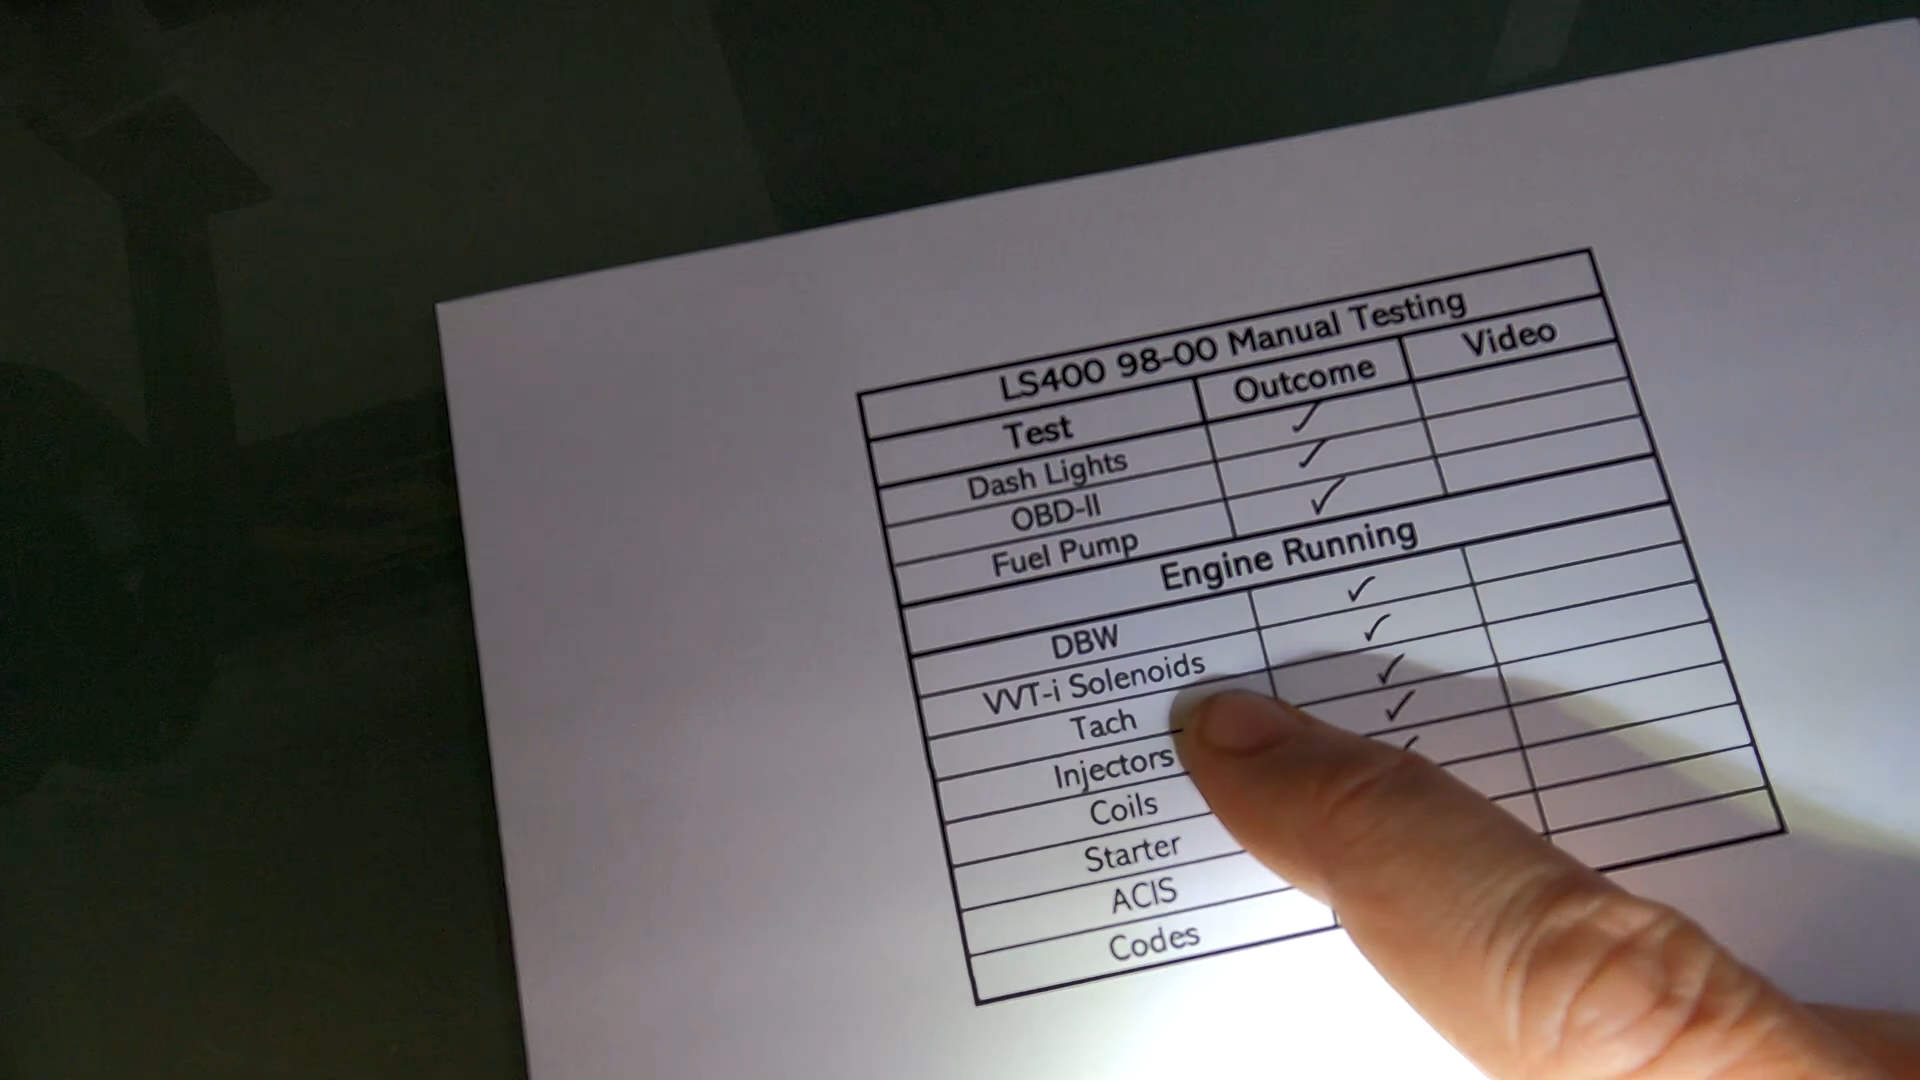 LS400 98-00 Manual Testing
Test Outcome Video
Dash Lights ✓
OBD-II ✓
Fuel Pump ✓
Engine Running
DBW ✓
VVT-i Solenoids ✓
Tach ✓
Injectors ✓
Coils ✓
Starter
ACIS
Codes